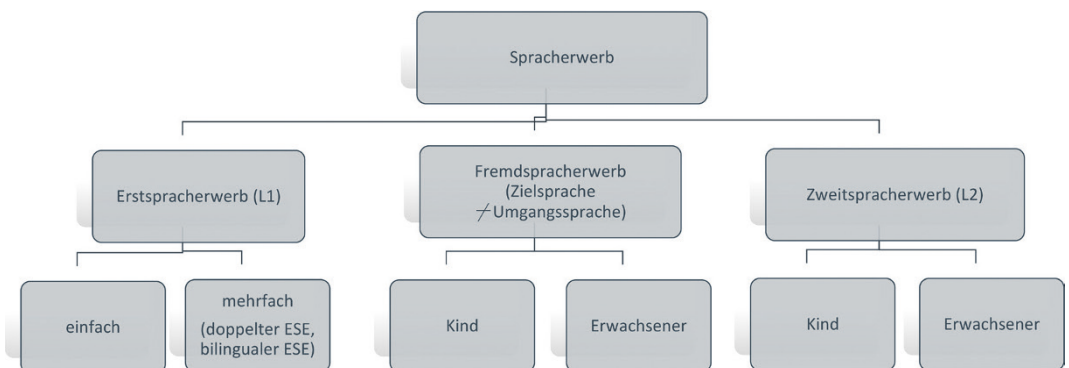 Spracherwerb
Erstspracherwerb (L1)
Fremdspracherwerb
(Zielsprache
≠Umgangssprache)
Zweitspracherwerb (L2)
einfach
mehrfach
(doppelter ESE,
bilingualer ESE)
Kind
Erwachsener
Kind
Erwachsener